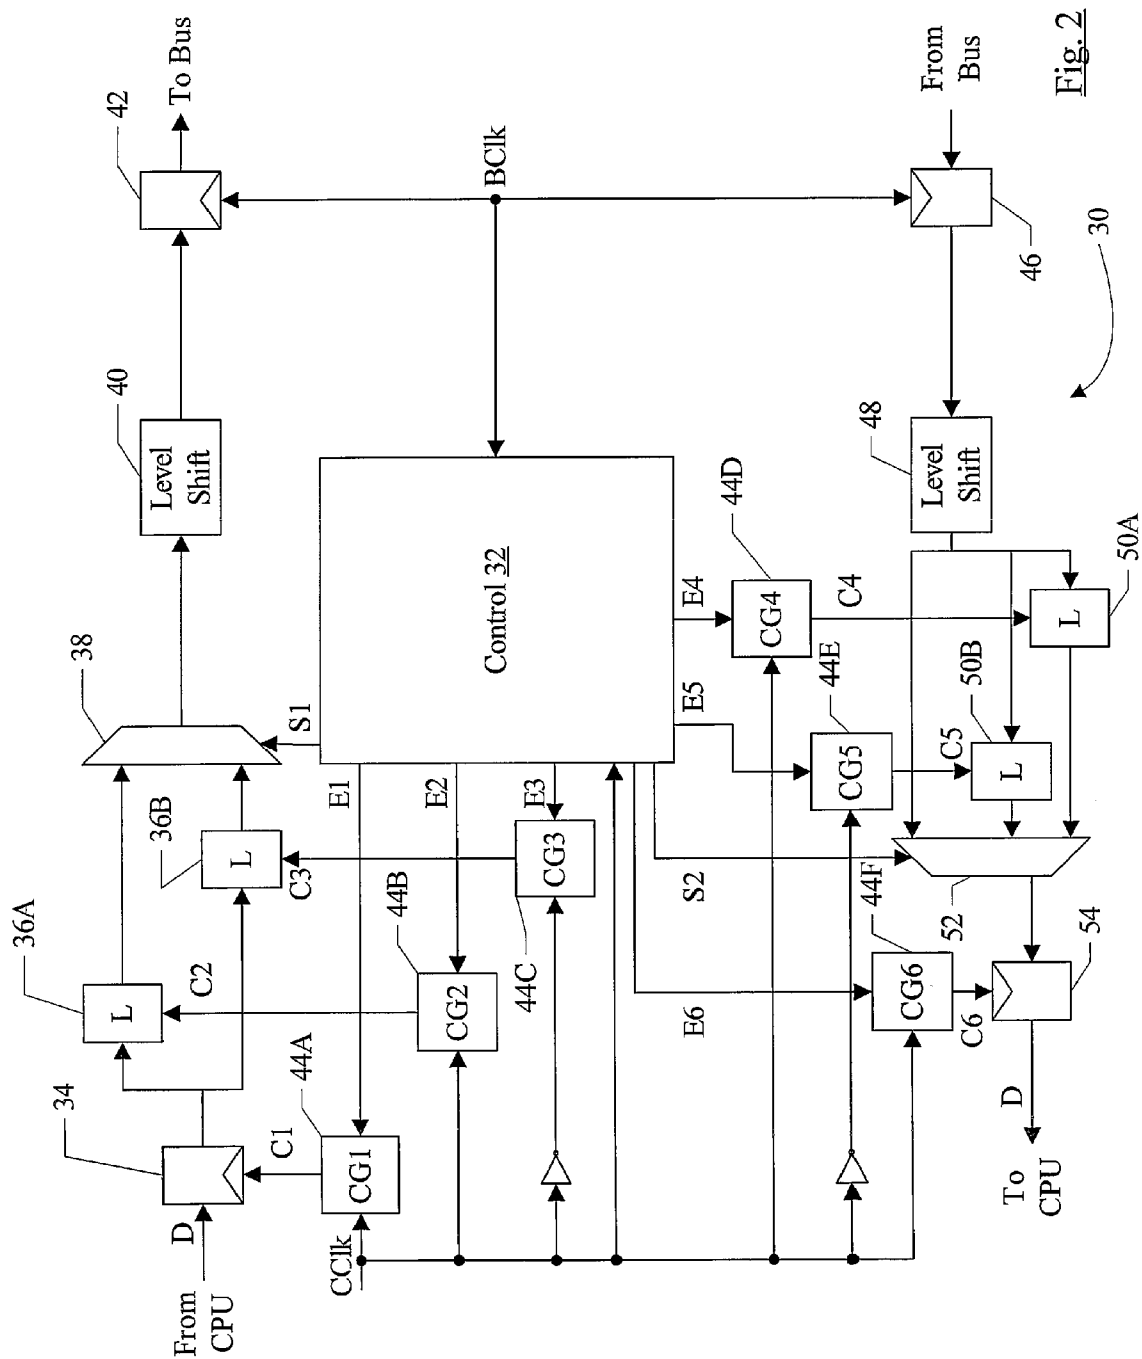 From
CPU
D
34
C1
44A
CG1
CClk
36A
L
C2
36B
L
C3
44B
CG2
44C
CG3
38
S1
E1
E2
E3
40
Level
Shift
42
To Bus
Control 32
BClk
E4
E5
E6
S2
44D
CG4
C4
44E
CG5
C5
44F
CG6
C6
50A
L
50B
L
48
Level
Shift
46
From
Bus
52
54
D
To
CPU
30
Fig. 2